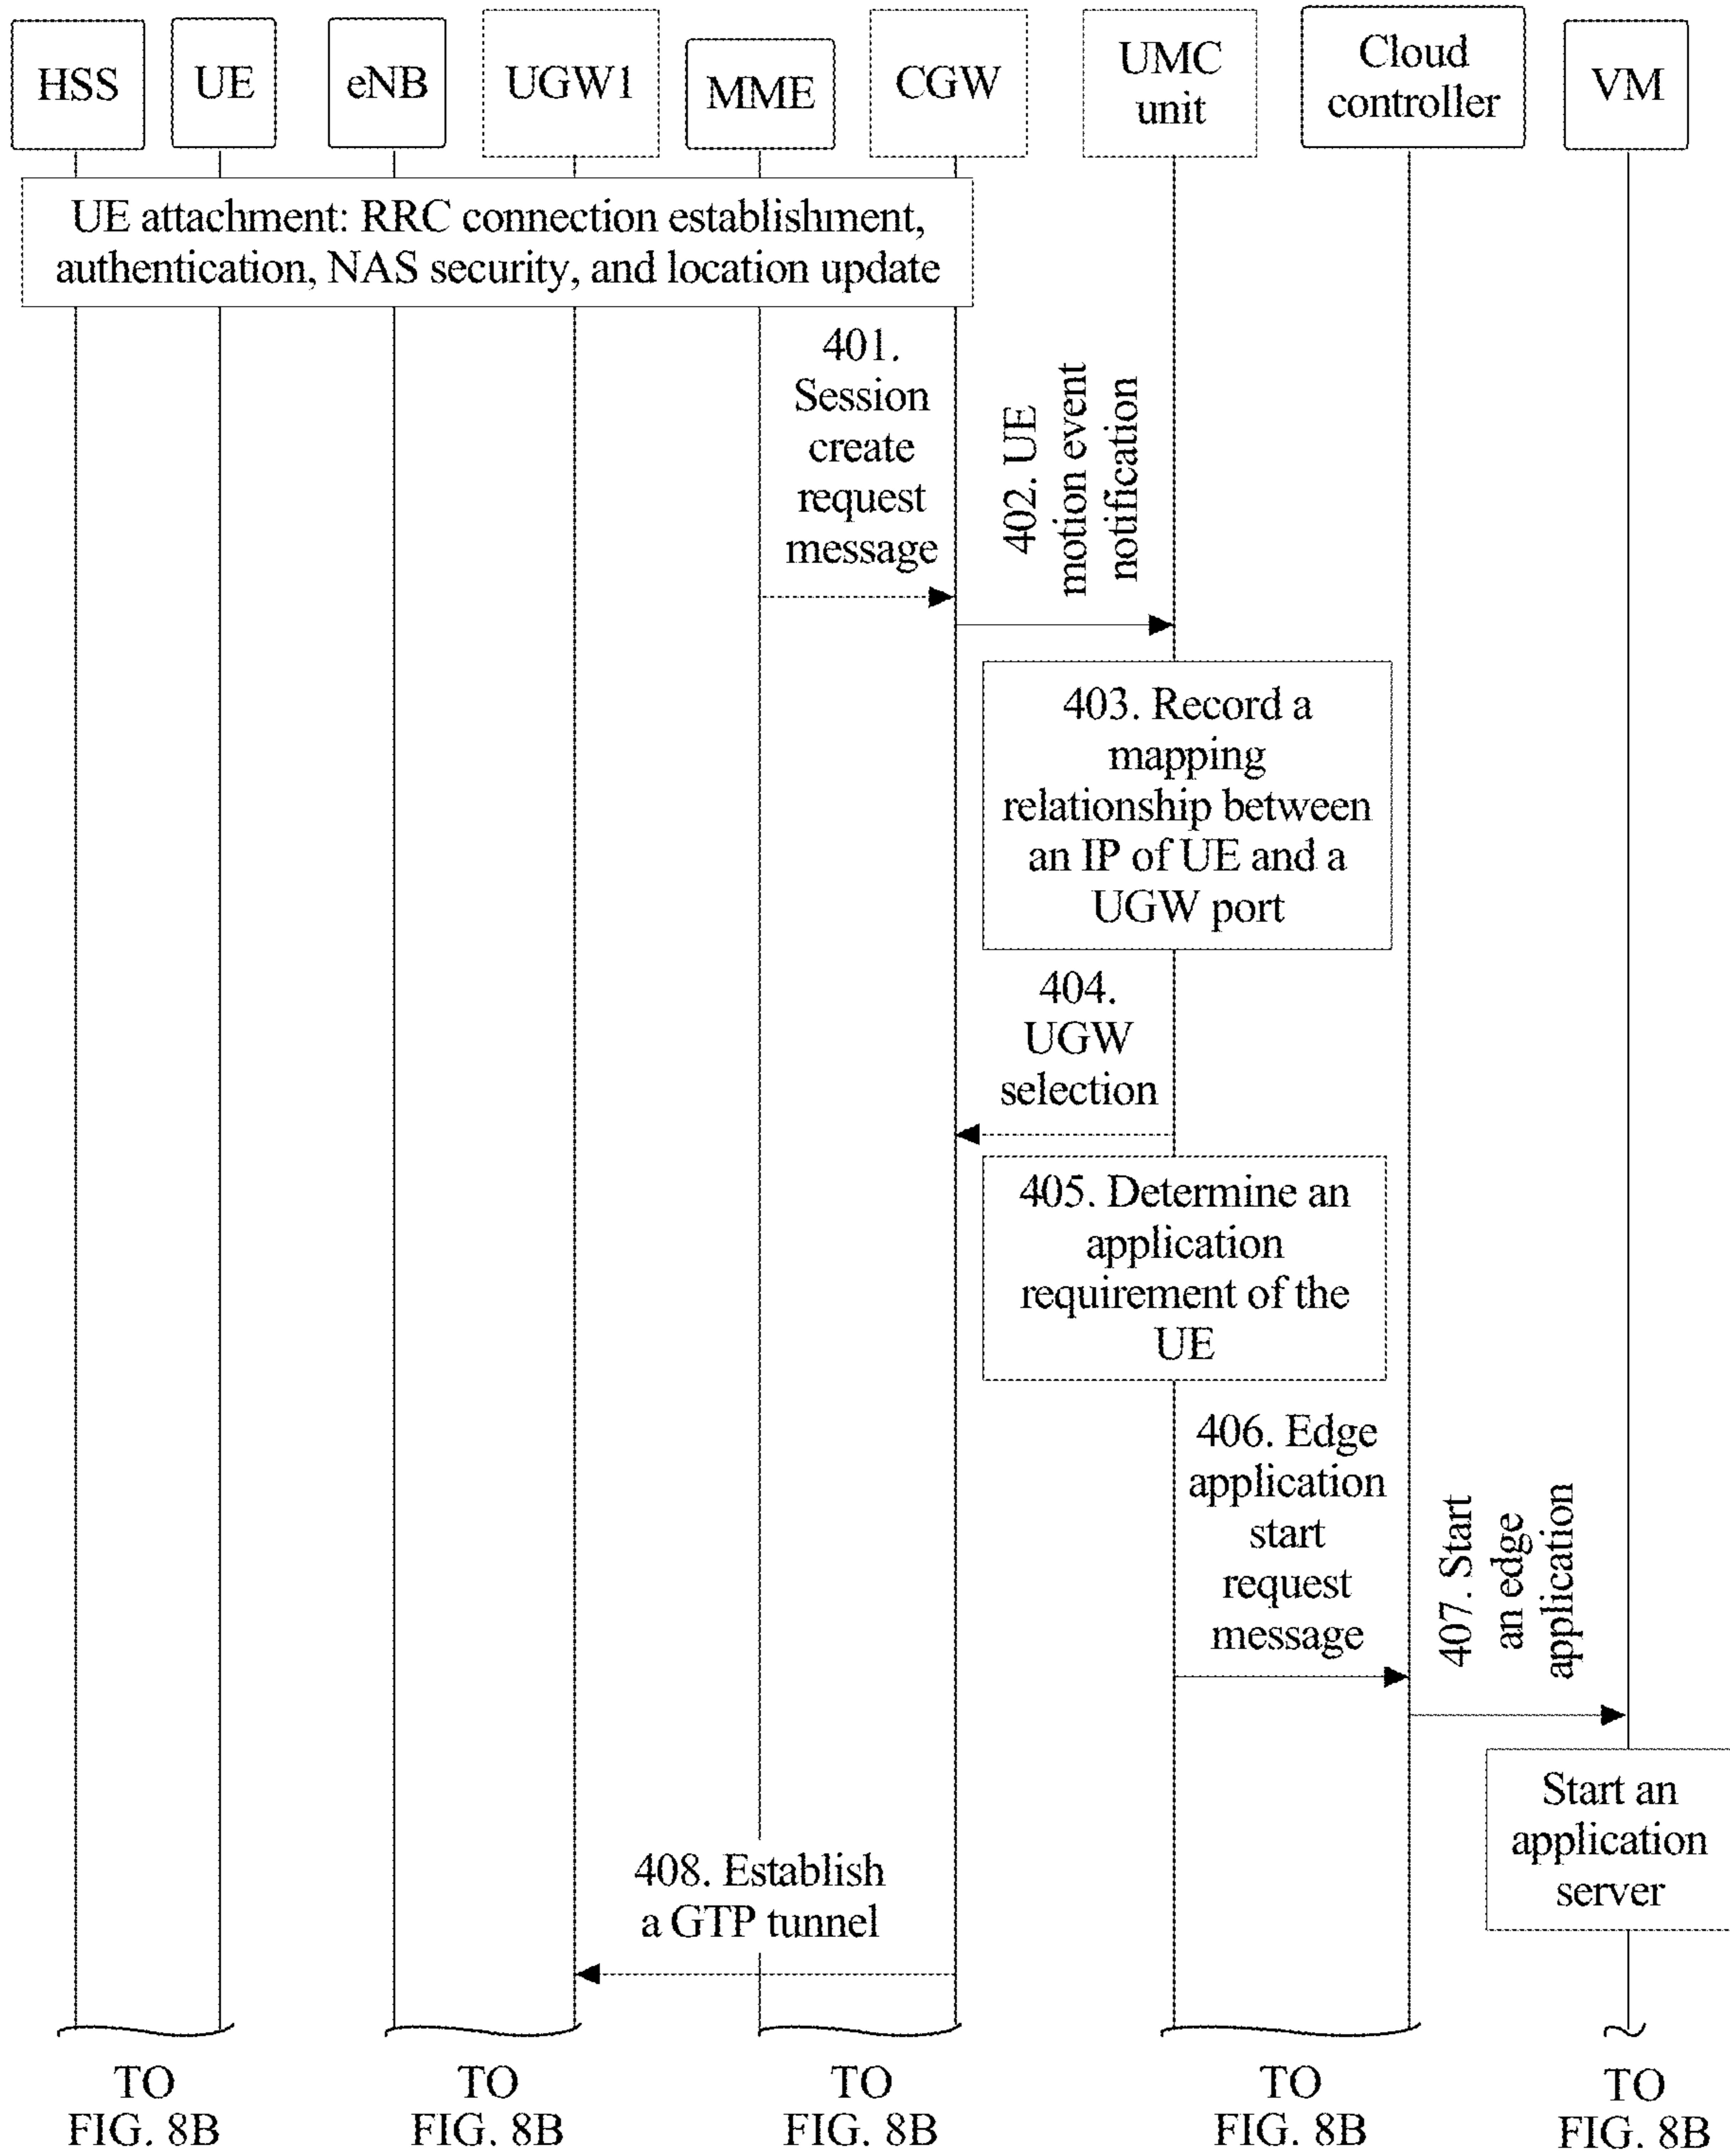 HSS
UE
eNB
UGW1
MME
CGW
UMC
unit
Cloud
controller
VM
UE attachment: RRC connection establishment,
authentication, NAS security, and location update
401.
Session
create
request
message
402. UE
motion event
notification
403. Record a
mapping
relationship between
an IP of UE and a
UGW port
404.
UGW
selection
405. Determine an
application
requirement of the
UE
406. Edge
application
start
request
message
407. Start
an edge
application
Start an
application
server
408. Establish
a GTP tunnel
TO
FIG. 8B
TO
FIG. 8B
TO
FIG. 8B
TO
FIG. 8B
TO
FIG. 8B